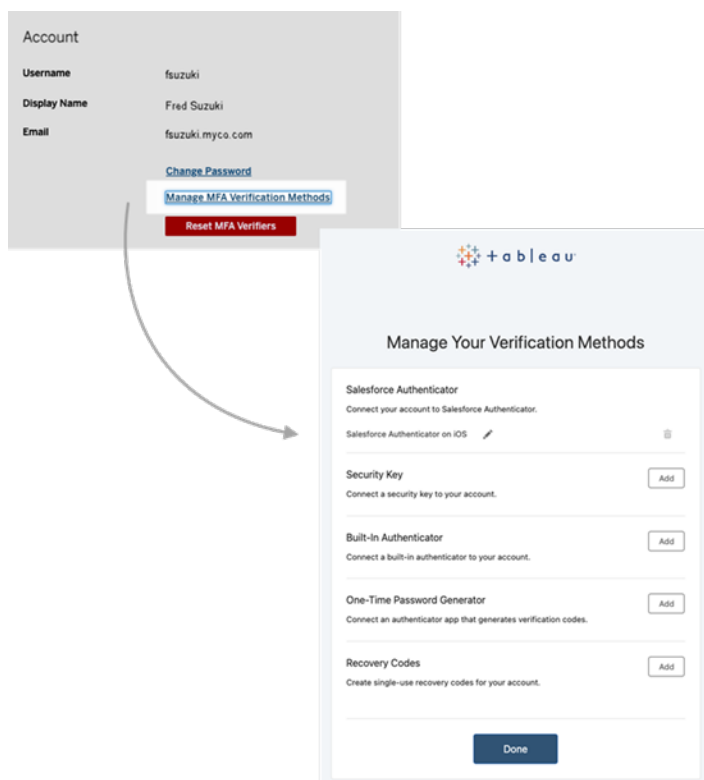 Account
Username fsuzuki
Display Name Fred Suzuki
Email fsuzuki.myco.com
Change Password
Manage MFA Verification Methods
Reset MFA Verifiers
+ableau
Manage Your Verification Methods
Salesforce Authenticator
Connect your account to Salesforce Authenticator.
Salesforce Authenticator on iOS
Security Key
Add
Connect a security key to your account.
Built-In Authenticator
Add
Connect a built-in authenticator to your account.
One-Time Password Generator
Add
Connect an authenticator app that generates verification codes.
Recovery Codes
Add
Create single-use recovery codes for your account.
Done